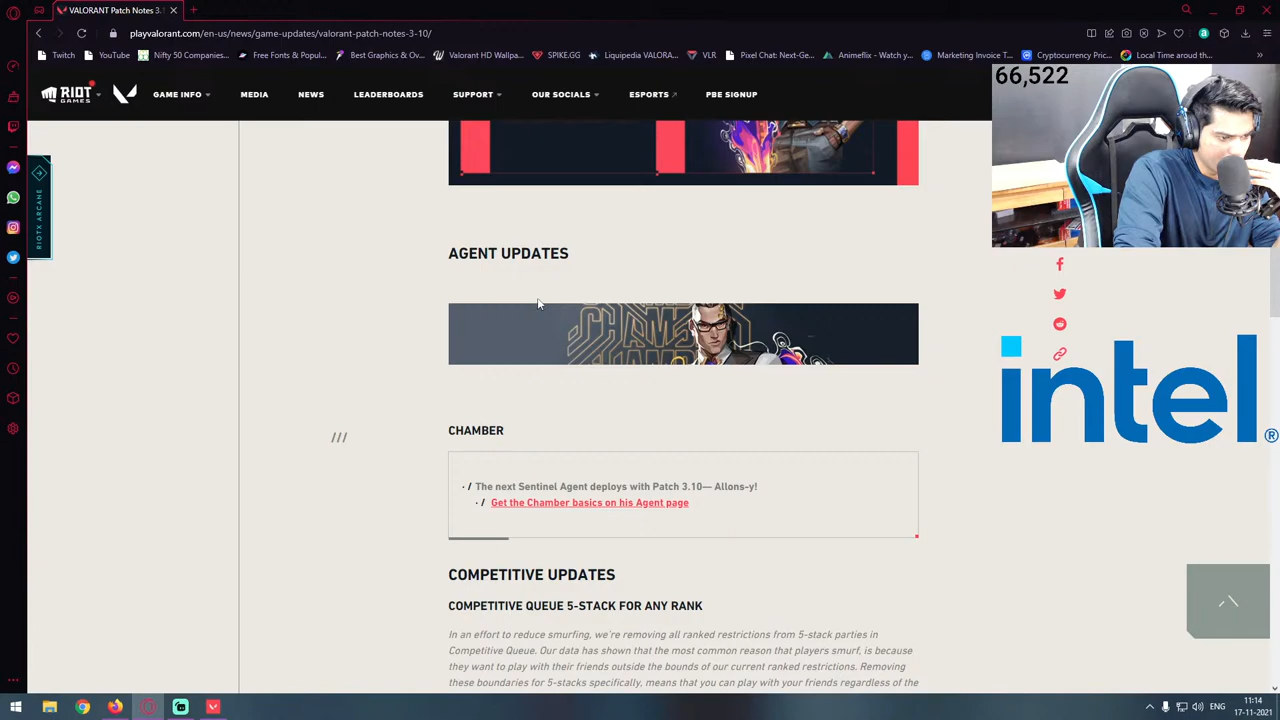 VALORANT Patch Notes 3.1
playvalorant.com/en-us/news/game-updates/valorant-patch-notes-3-10/
Twitch YouTube Nifty 50 Companies... Free Fonts & Popul... Best Graphics & Ov... Valorant HD Wallpa... SPIKE.GG Liquipedia VALORA... VLR Pixel Chat: Next-Ge... Animeflix - Watch a... Marketing Invoice T... Cryptocurrency Pric... Local Time aroud th...
66,522
RIOT GAMES GAME INFO MEDIA NEWS LEADERBOARDS SUPPORT OUR SOCIALS ESPORTS PBE SIGNUP
RIOTX ARCANE
AGENT UPDATES
intel®
CHAMBER
///
· / The next Sentinel Agent deploys with Patch 3.10— Allons-y!
· / Get the Chamber basics on his Agent page
COMPETITIVE UPDATES
COMPETITIVE QUEUE 5-STACK FOR ANY RANK
In an effort to reduce smurfing, we're removing all ranked restrictions from 5-stack parties in
Competitive Queue. Our data has shown that the most common reason that players smurf, is because
they want to play with their friends outside the bounds of our current ranked restrictions. Removing
these boundaries for 5-stacks specifically, means that you can play with your friends regardless of the
ENG
11:14
17-11-2021